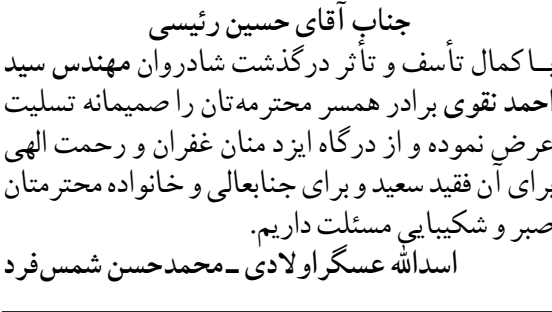 جناب آقای حسین رئیسی
با کمال تأسف و تأثر درگذشت شادروان مهندس سید
احمد نقوی برادر همسر محترمه‌تان را صمیمانه تسلیت
عرض نموده و از درگاه ایزد منان غفران و رحمت الهی
برای آن فقید سعید و برای جنابعالی و خانواده محترمتان
صبر و شکیبایی مسئلت داریم.
اسدالله عسگراولادی ـ محمدحسن شمس‌فرد